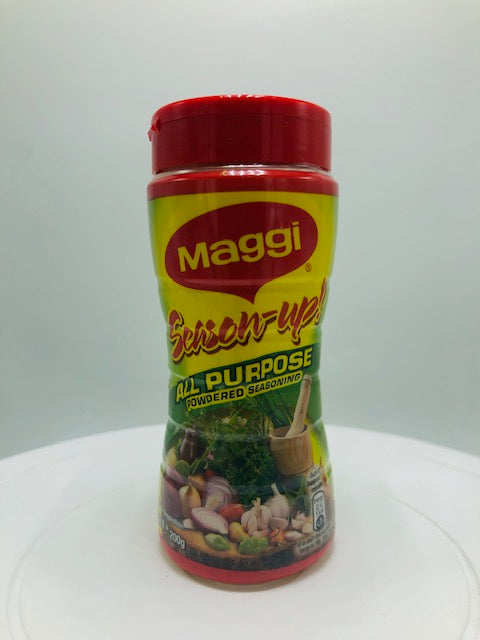 Maggi
®
Season-up!
ALL PURPOSE
POWDERED SEASONING
200g